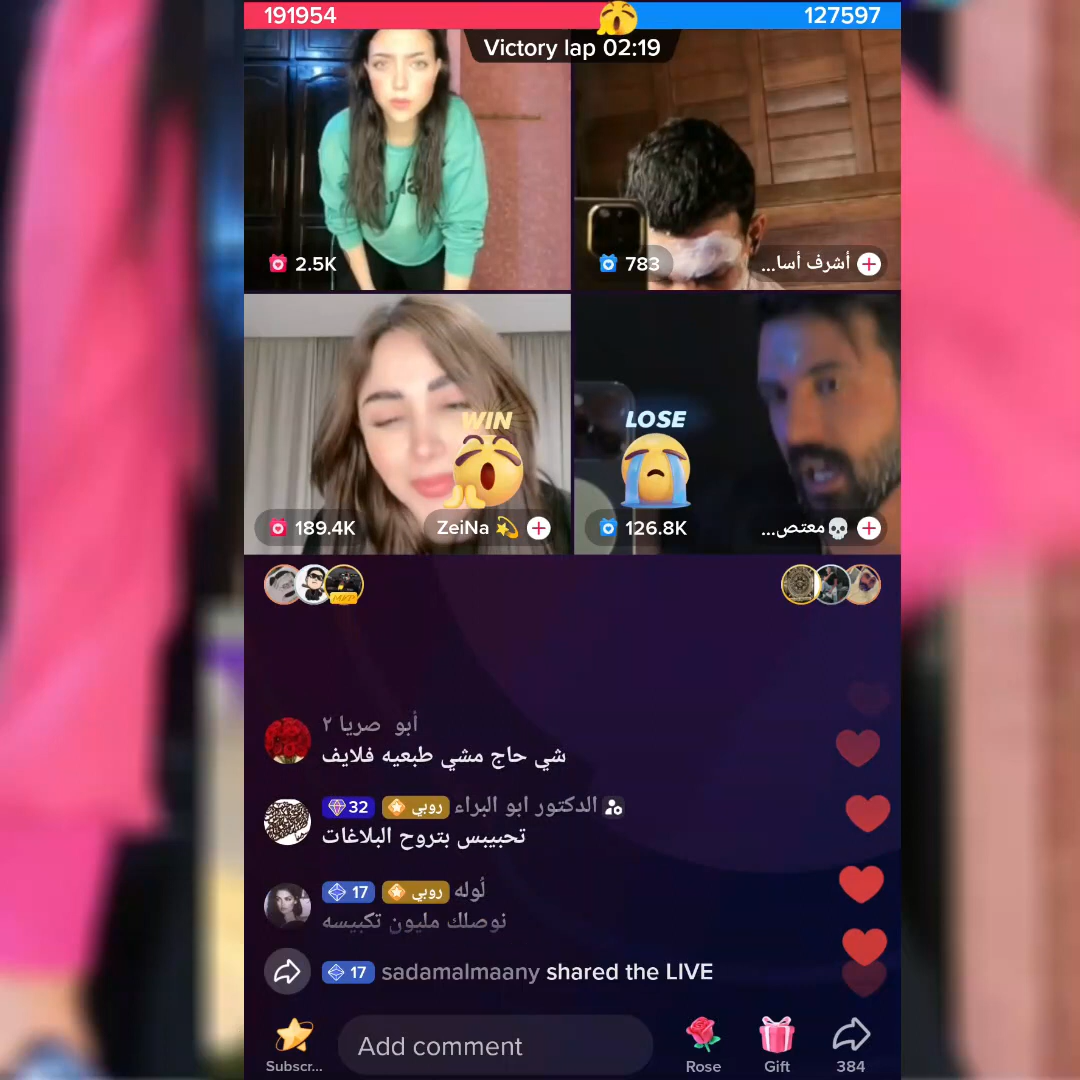 191954
127597
Victory lap 02:19
2.5K
783
أشرف أسا...
WIN
LOSE
189.4K
ZeiNa
126.8K
معتص...
أبو صريا ٢
شي حاج مشي طبعيه فلايف
32 روبي الدكتور ابو البراء
تحبيبس بتروح البلاغات
17 روبي لُوله
نوصلك مليون تكبيسه
17 sadamalmaany shared the LIVE
Add comment
Subscr...
Rose
Gift
384